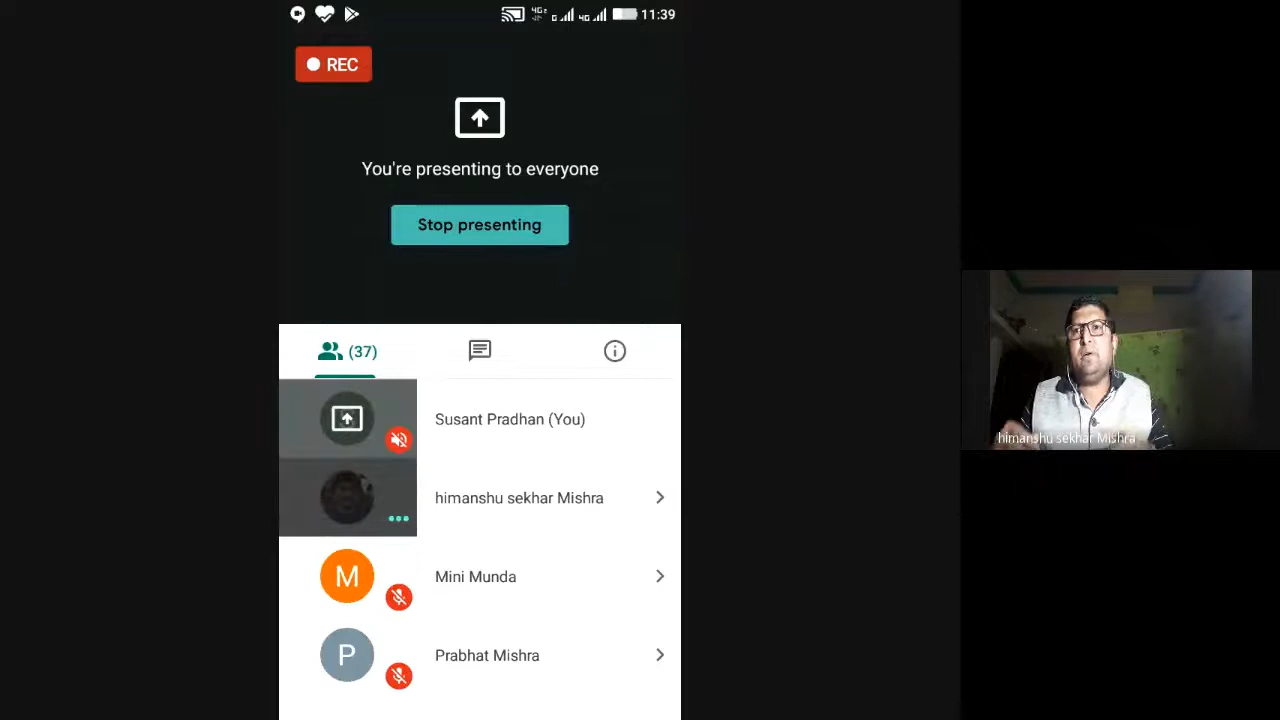 11:39
REC
You're presenting to everyone
Stop presenting
(37)
Susant Pradhan (You)
himanshu sekhar Mishra
M
Mini Munda
P
Prabhat Mishra
himanshu sekhar Mishra